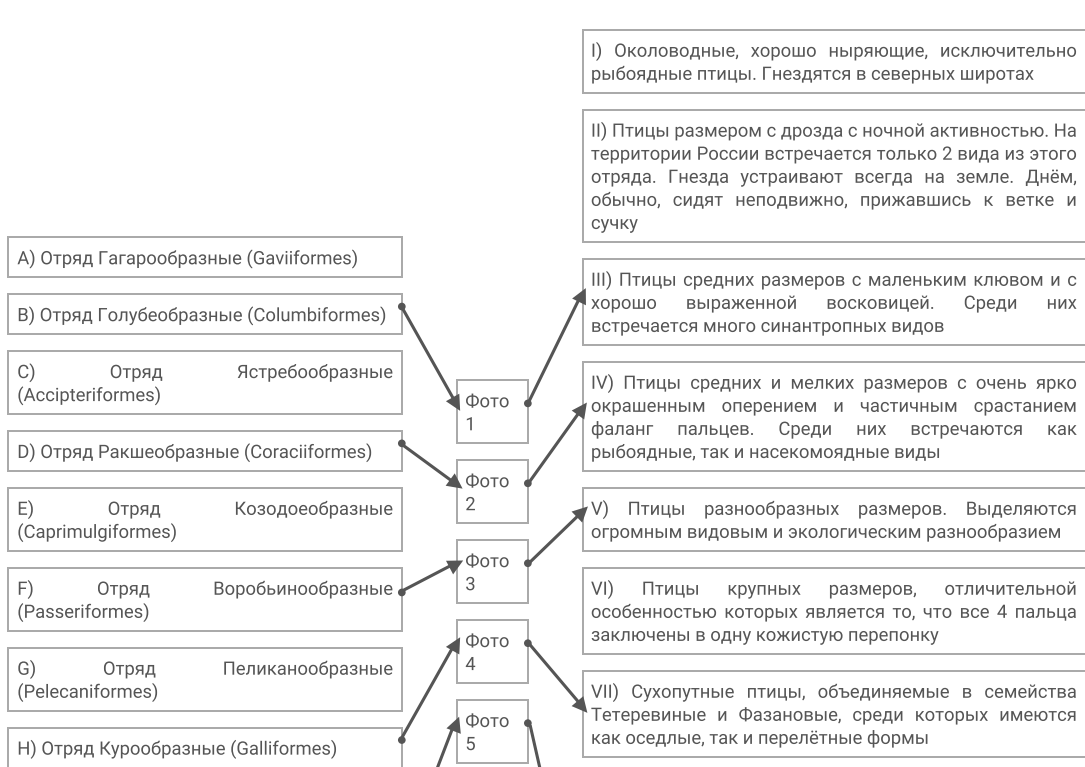 I) Околоводные, хорошо ныряющие, исключительно
рыбоядные птицы. Гнездятся в северных широтах
II) Птицы размером с дрозда с ночной активностью. На
территории России встречается только 2 вида из этого
отряда. Гнезда устраивают всегда на земле. Днём,
обычно, сидят неподвижно, прижавшись к ветке и
сучку
A) Отряд Гагарообразные (Gaviiformes)
B) Отряд Голубеобразные (Columbiformes)
C) Отряд Ястребообразные
(Accipteriformes)
D) Отряд Ракшеобразные (Coraciiformes)
E) Отряд Козодоеобразные
(Caprimulgiformes)
F) Отряд Воробьинообразные
(Passeriformes)
G) Отряд Пеликанообразные
(Pelecaniformes)
H) Отряд Курообразные (Galliformes)
Фото
1
Фото
2
Фото
3
Фото
4
Фото
5
III) Птицы средних размеров с маленьким клювом и с
хорошо выраженной восковицей. Среди них
встречается много синантропных видов
IV) Птицы средних и мелких размеров с очень ярко
окрашенным оперением и частичным срастанием
фаланг пальцев. Среди них встречаются как
рыбоядные, так и насекомоядные виды
V) Птицы разнообразных размеров. Выделяются
огромным видовым и экологическим разнообразием
VI) Птицы крупных размеров, отличительной
особенностью которых является то, что все 4 пальца
заключены в одну кожистую перепонку
VII) Сухопутные птицы, объединяемые в семейства
Тетеревиные и Фазановые, среди которых имеются
как оседлые, так и перелётные формы